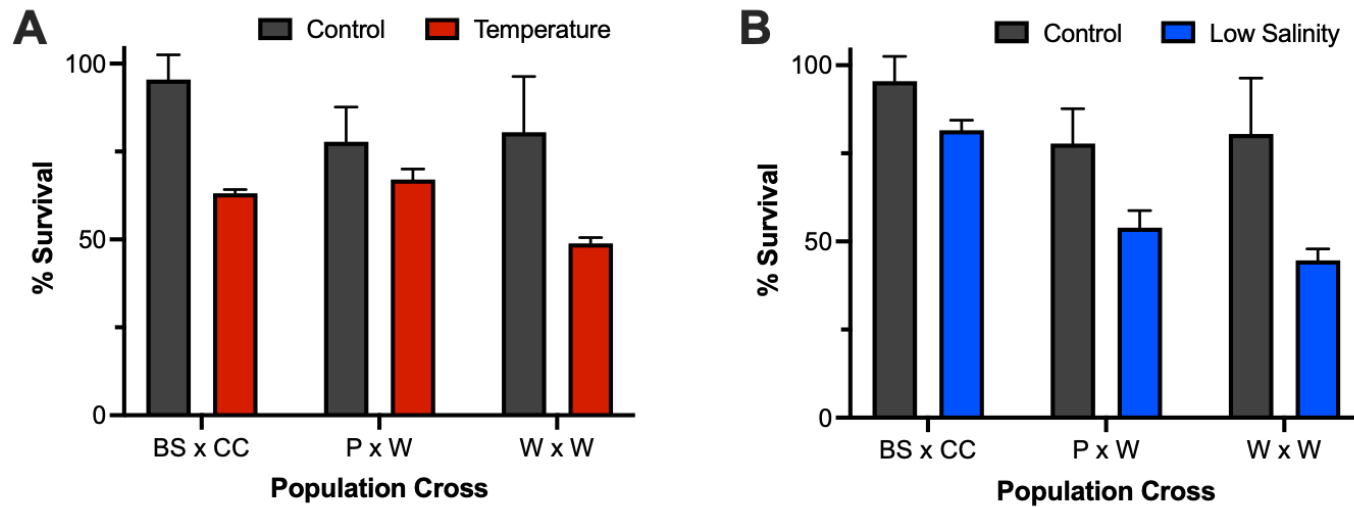 A
Control
Temperature
100
50
0
% Survival
BS x CC
P x W
W x W
Population Cross
B
Control
Low Salinity
100
50
0
% Survival
BS x CC
P x W
W x W
Population Cross